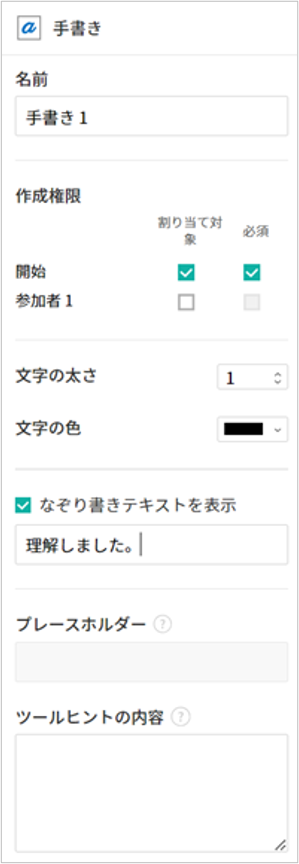 a 手書き
名前
手書き 1
作成権限
割り当て対
象
必須
開始
参加者 1
文字の太さ
1
文字の色
なぞり書きテキストを表示
理解しました。
プレースホルダー ?
ツールヒントの内容 ?